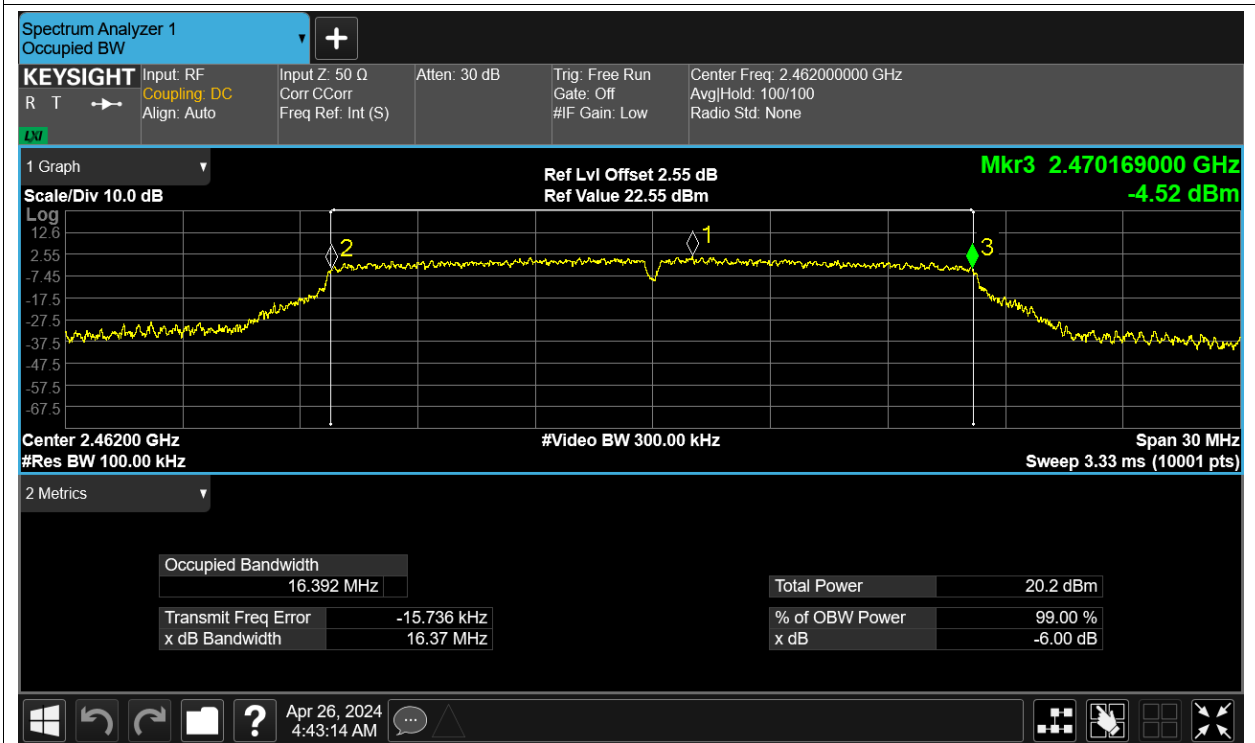 Spectrum Analyzer 1
Occupied BW
KEYSIGHT
R T
LXI
Input: RF
Coupling: DC
Align: Auto
Input Z: 50 Ω
Corr CCorr
Freq Ref: Int (S)
Atten: 30 dB
Trig: Free Run
Gate: Off
#IF Gain: Low
Center Freq: 2.462000000 GHz
Avg|Hold: 100/100
Radio Std: None
1 Graph
Scale/Div 10.0 dB
Ref Lvl Offset 2.55 dB
Ref Value 22.55 dBm
Mkr3 2.470169000 GHz
-4.52 dBm
Log
12.6
2.55
-7.45
-17.5
-27.5
-37.5
-47.5
-57.5
-67.5
2
1
3
Center 2.46200 GHz
#Video BW 300.00 kHz
Span 30 MHz
#Res BW 100.00 kHz
Sweep 3.33 ms (10001 pts)
2 Metrics
Occupied Bandwidth
16.392 MHz
Total Power 20.2 dBm
Transmit Freq Error -15.736 kHz
% of OBW Power 99.00 %
x dB Bandwidth 16.37 MHz
x dB -6.00 dB
?
Apr 26, 2024
4:43:14 AM